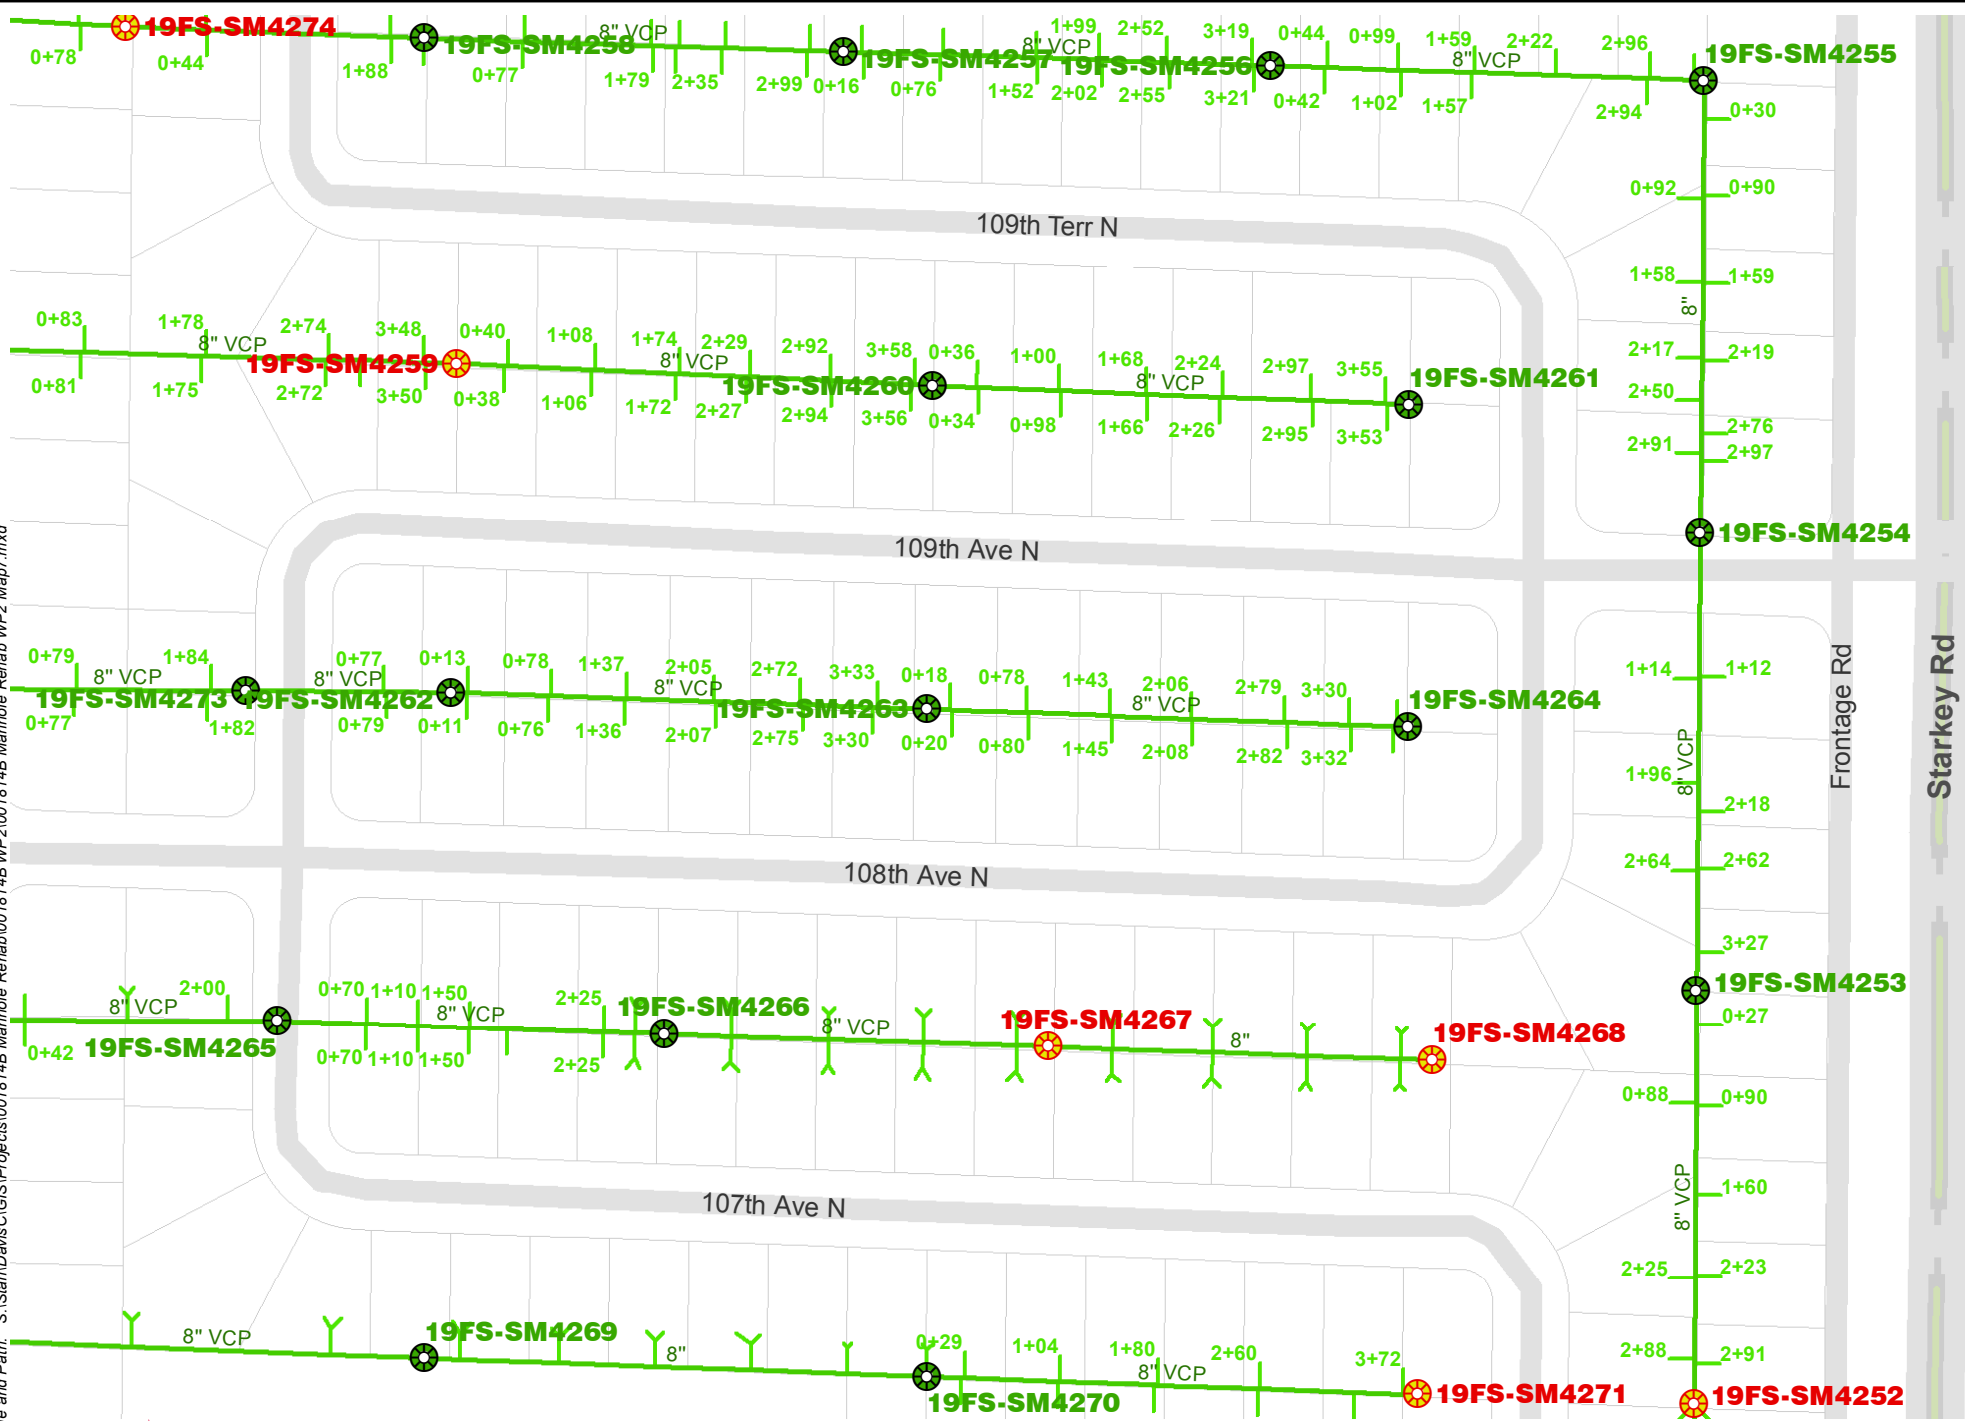 19FS-SM4274
19FS-SM4258
8" VCP
19FS-SM4257
8" VCP
19FS-SM4256
8" VCP
19FS-SM4255
1+99
2+52
3+19
0+44
0+99
1+59
2+22
2+96
0+78
0+44
1+88
0+77
1+79
2+35
2+99
0+16
0+76
1+52
2+02
2+55
3+21
0+42
1+02
1+57
2+94
0+30
0+92
0+90
109th Terr N
1+58
1+59
8"
0+83
1+78
2+74
3+48
0+40
1+08
1+74
2+29
2+92
3+58
0+36
1+00
1+68
2+24
2+97
3+55
8" VCP
19FS-SM4259
8" VCP
19FS-SM4260
8" VCP
19FS-SM4261
0+81
1+75
2+72
3+50
0+38
1+06
1+72
2+27
2+94
3+56
0+34
0+98
1+66
2+26
2+95
3+53
2+17
2+19
2+50
2+76
2+91
2+97
19FS-SM4254
109th Ave N
0+79
1+84
0+77
0+13
0+78
1+37
2+05
2+72
3+33
0+18
0+78
1+43
2+06
2+79
3+30
8" VCP
19FS-SM4273
8" VCP
19FS-SM4262
8" VCP
19FS-SM4263
8" VCP
19FS-SM4264
0+77
1+82
0+79
0+11
0+76
1+36
2+07
2+75
3+30
0+20
0+80
1+45
2+08
2+82
3+32
1+14
1+12
Frontage Rd
Starkey Rd
8" VCP
1+96
2+18
2+64
2+62
108th Ave N
3+27
19FS-SM4253
0+27
8" VCP
2+00
0+70
1+10
1+50
8" VCP
2+25
19FS-SM4266
8" VCP
19FS-SM4267
8"
19FS-SM4268
0+42
19FS-SM4265
0+70
1+10
1+50
2+25
0+88
0+90
8" VCP
1+60
107th Ave N
2+25
2+23
8" VCP
19FS-SM4269
8"
0+29
1+04
1+80
2+60
3+72
8" VCP
19FS-SM4270
19FS-SM4271
2+88
2+91
19FS-SM4252